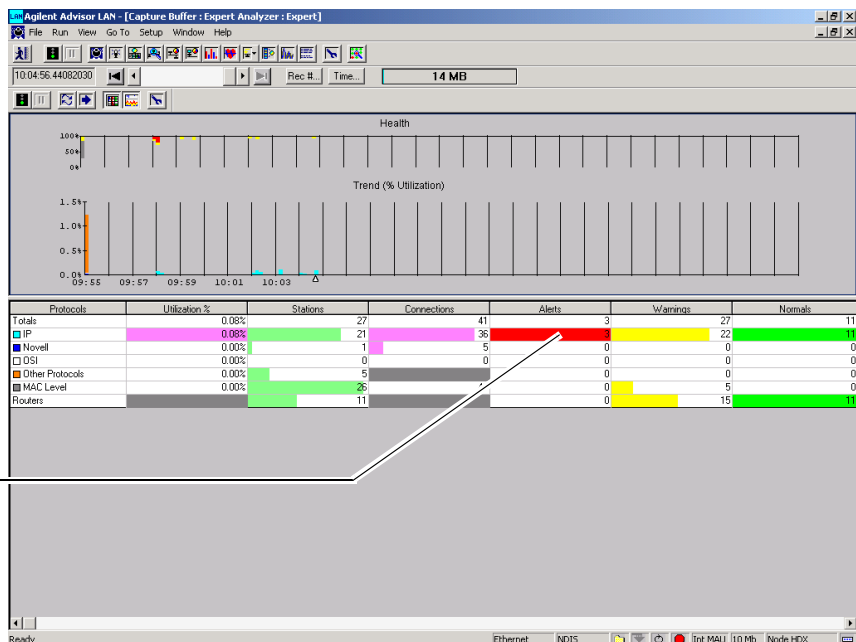 LAN Agilent Advisor LAN - [Capture Buffer : Expert Analyzer : Expert]
File Run View Go To Setup Window Help
10:04:56.44082030 Rec #... Time... 14 MB
Health
100%
50%
0%
Trend (% Utilization)
1.5%
1.0%
0.5%
0.0%
09:55 09:57 09:59 10:01 10:03
Protocols Utilization % Stations Connections Alerts Warnings Normals
Totals 0.08% 27 41 3 27 11
IP 0.08% 21 36 3 22 11
Novell 0.00% 1 5 0 0 0
OSI 0.00% 0 0 0 0 0
Other Protocols 0.00% 5 0 0 0
MAC Level 0.00% 26 0 5 0
Routers 11 0 15 11
Ready Ethernet NDIS Int MAU 10 Mb Node HDX